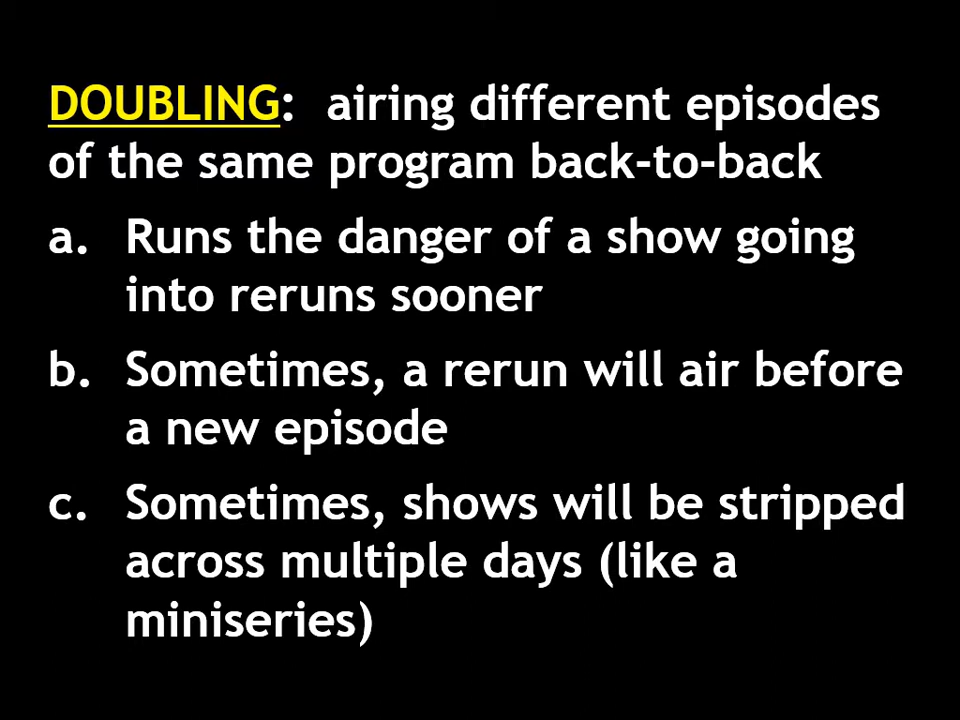 DOUBLING: airing different episodes
of the same program back-to-back
a. Runs the danger of a show going
into reruns sooner
b. Sometimes, a rerun will air before
a new episode
c. Sometimes, shows will be stripped
across multiple days (like a
miniseries)